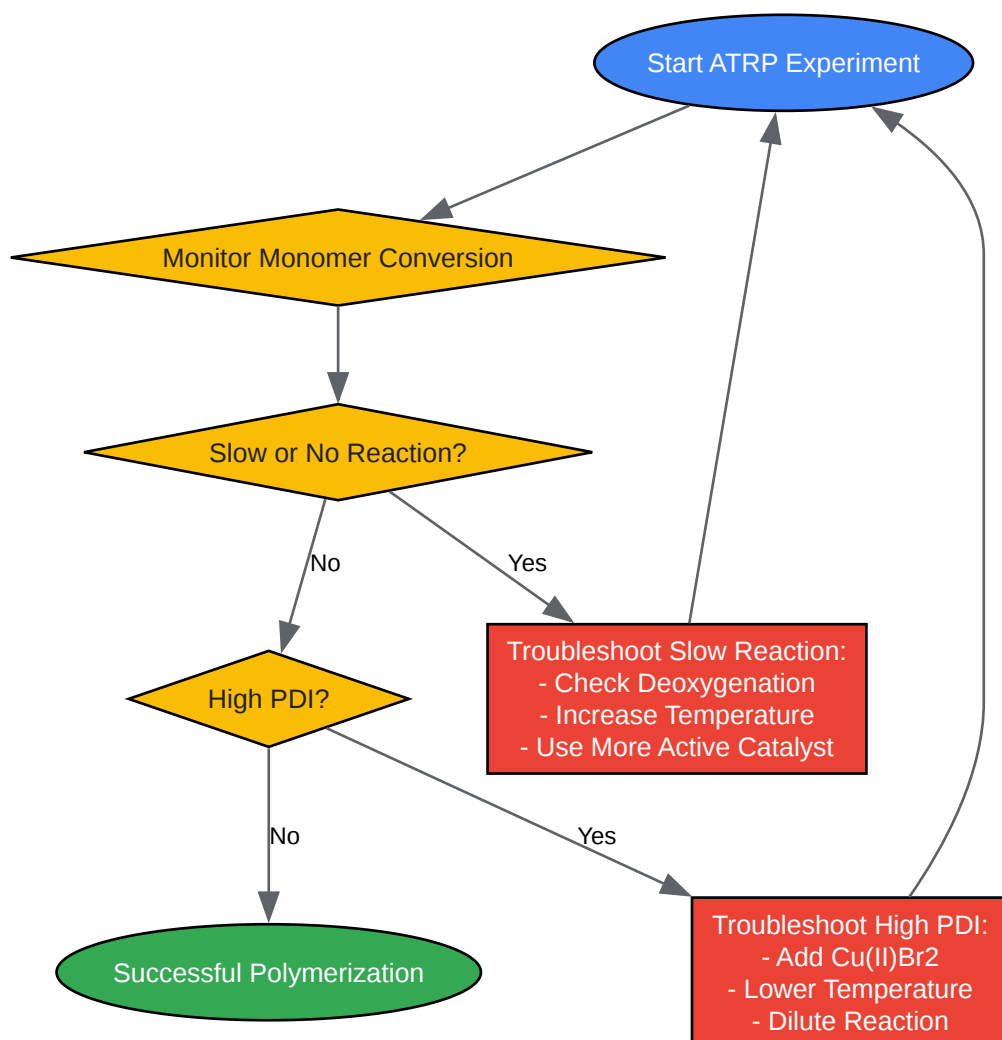 Start ATRP Experiment
Monitor Monomer Conversion
Slow or No Reaction?
No
Yes
Troubleshoot Slow Reaction:
- Check Deoxygenation
- Increase Temperature
- Use More Active Catalyst
High PDI?
No
Yes
Troubleshoot High PDI:
- Add Cu(II)Br2
- Lower Temperature
- Dilute Reaction
Successful Polymerization